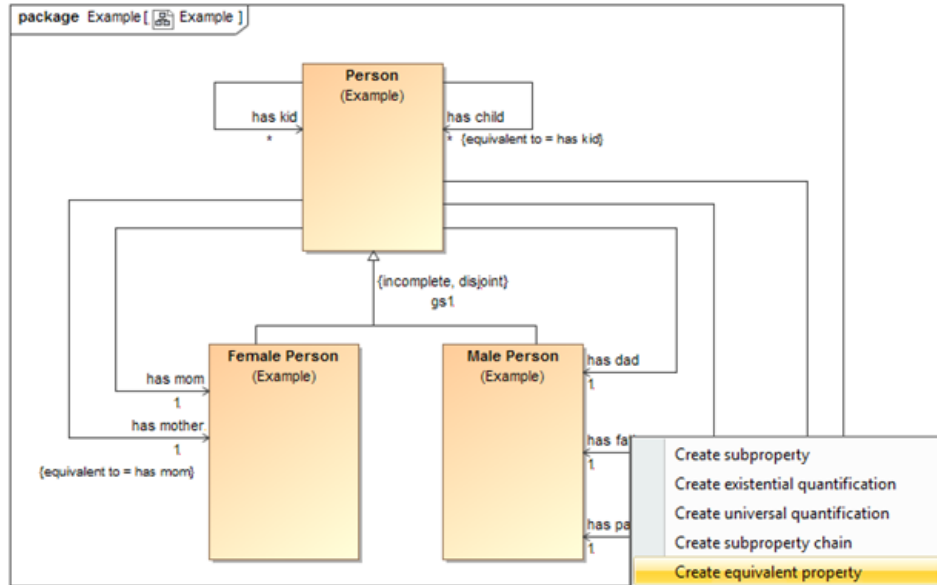 package Example [ Example ]
Person
(Example)
has kid
*
has child
* {equivalent to = has kid}
{incomplete, disjoint}
gs1
Female Person
(Example)
Male Person
(Example)
has mom
1
has mother
1
{equivalent to = has mom}
has dad
1
has
1
has
1
Create subproperty
Create existential quantification
Create universal quantification
Create subproperty chain
Create equivalent property